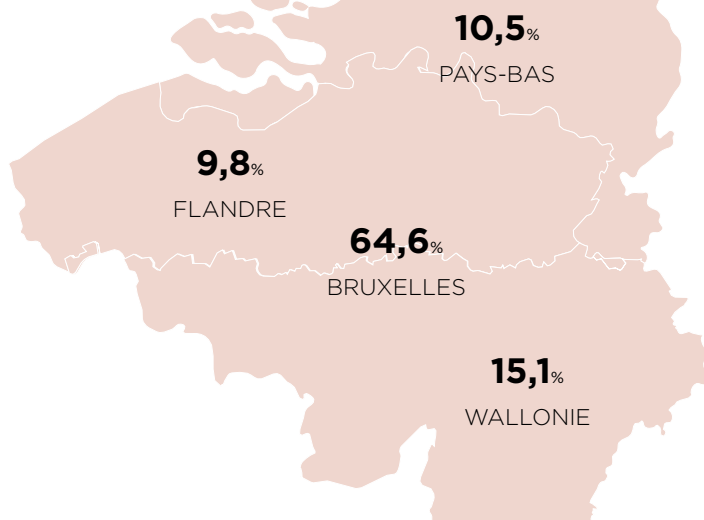 10,5%
PAYS-BAS
9,8%
FLANDRE
64,6%
BRUXELLES
15,1%
WALLONIE